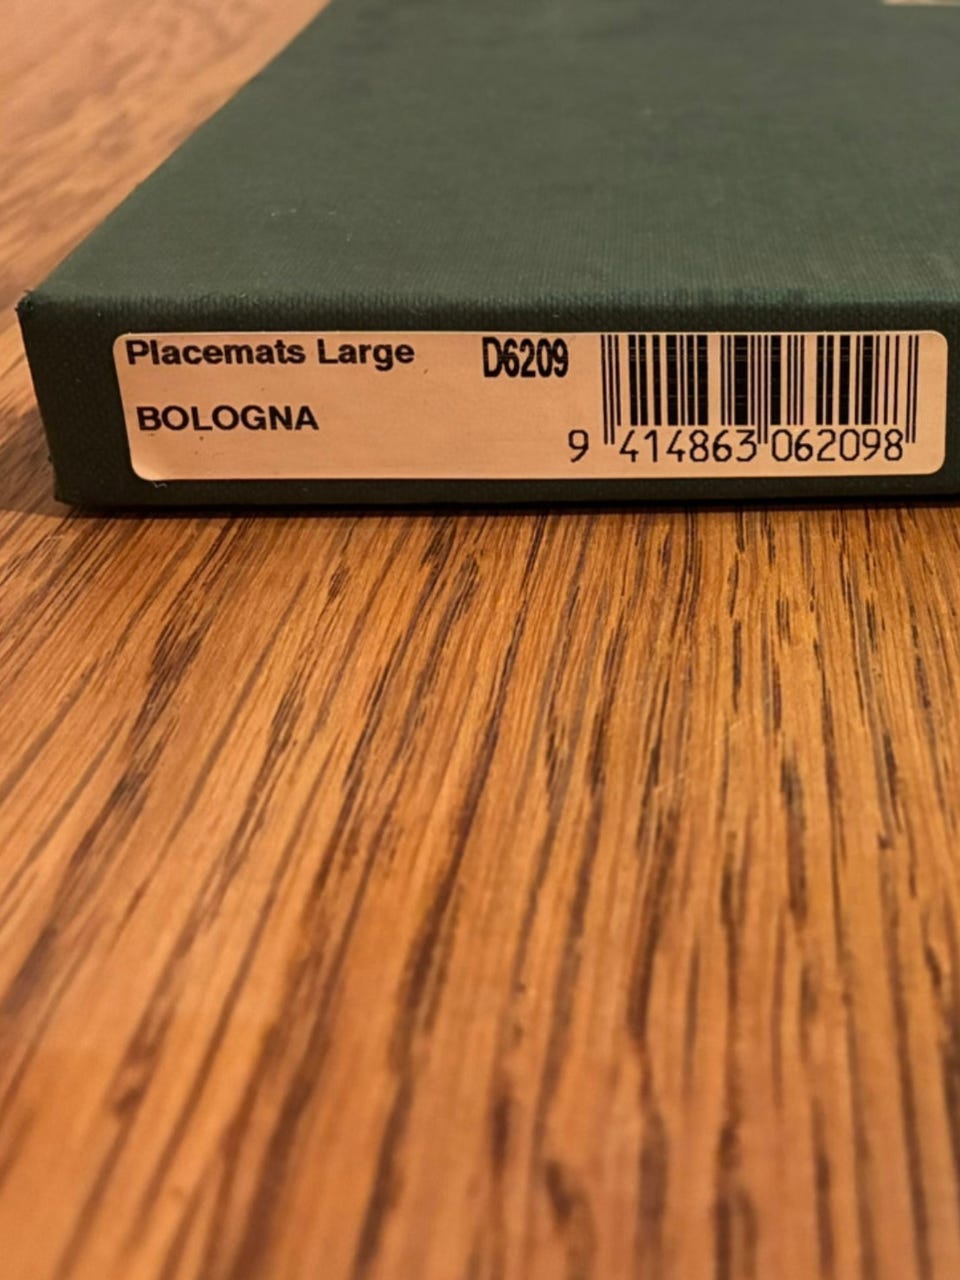 Placemats Large D6209
BOLOGNA
9 414863 062098